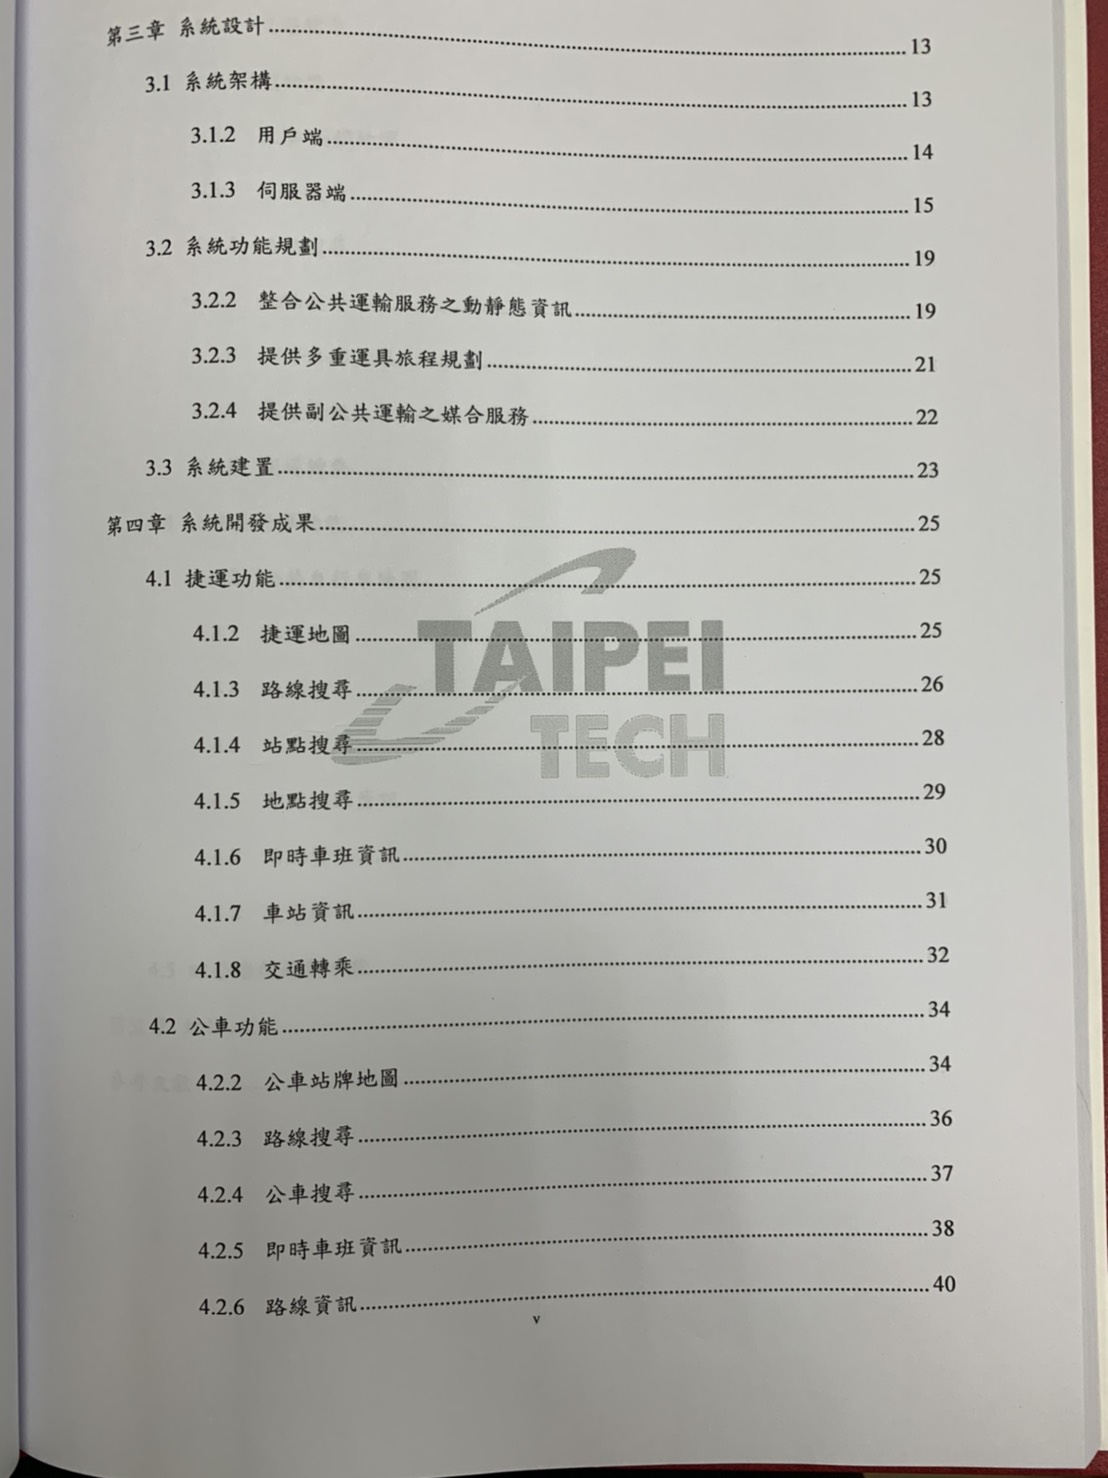 第三章 系統設計 13
3.1 系統架構 13
3.1.2 用戶端 14
3.1.3 伺服器端 15
3.2 系統功能規劃 19
3.2.2 整合公共運輸服務之動靜態資訊 19
3.2.3 提供多重運具旅程規劃 21
3.2.4 提供副公共運輸之媒合服務 22
3.3 系統建置 23
第四章 系統開發成果 25
4.1 捷運功能 25
4.1.2 捷運地圖 25
4.1.3 路線搜尋 26
4.1.4 站點搜尋 28
4.1.5 地點搜尋 29
4.1.6 即時車班資訊 30
4.1.7 車站資訊 31
4.1.8 交通轉乘 32
4.2 公車功能 34
4.2.2 公車站牌地圖 34
4.2.3 路線搜尋 36
4.2.4 公車搜尋 37
4.2.5 即時車班資訊 38
4.2.6 路線資訊 40
v
TAIPEI
TECH